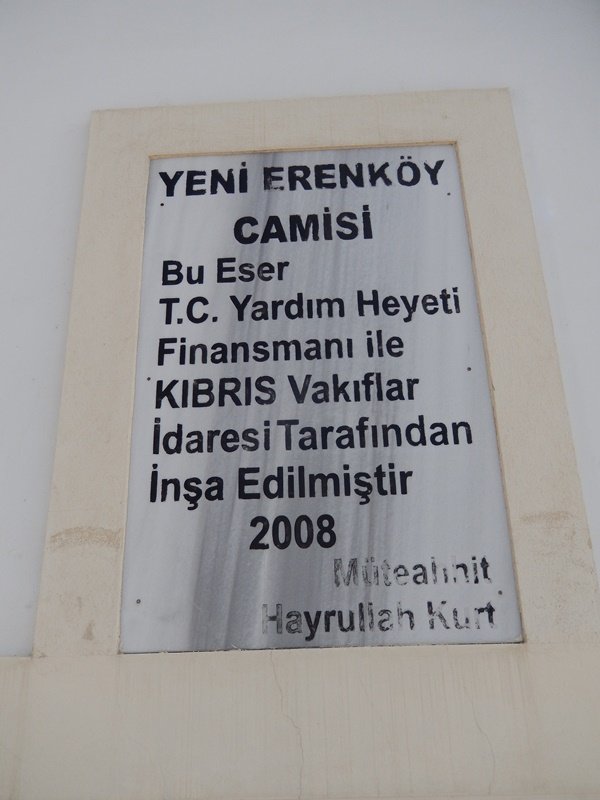 YENİ ERENKÖY
CAMİSİ
Bu Eser
T.C. Yardım Heyeti
Finansmanı ile
KIBRIS Vakıflar
İdaresi Tarafından
İnşa Edilmiştir
2008
Müteahhit
Hayrullah Kurt